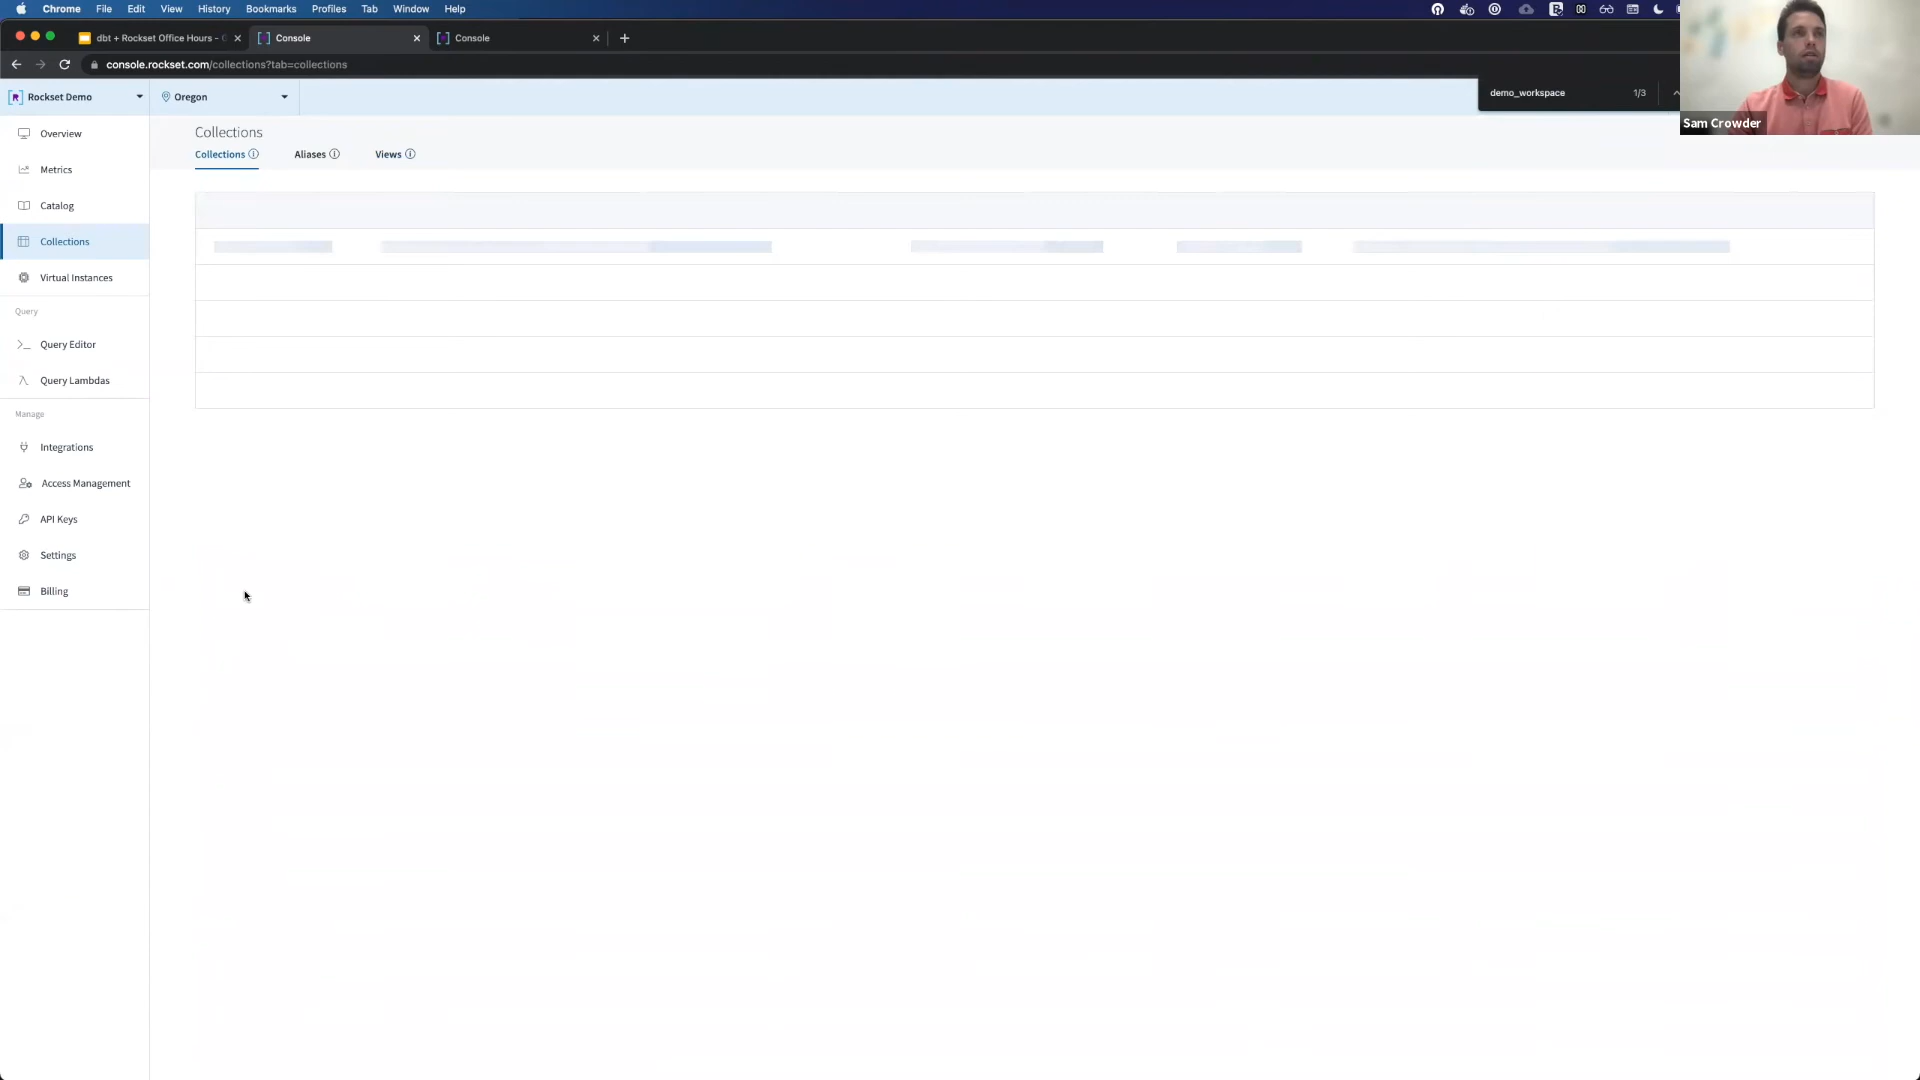 Chrome File Edit View History Bookmarks Profiles Tab Window Help
dbt + Rockset Office Hours -
Console
Console
console.rockset.com/collections?tab=collections
demo_workspace 1/3
Sam Crowder
Rockset Demo
Oregon
Overview
Metrics
Catalog
Collections
Virtual Instances
Query
Query Editor
Query Lambdas
Manage
Integrations
Access Management
API Keys
Settings
Billing
Collections
Collections Aliases Views